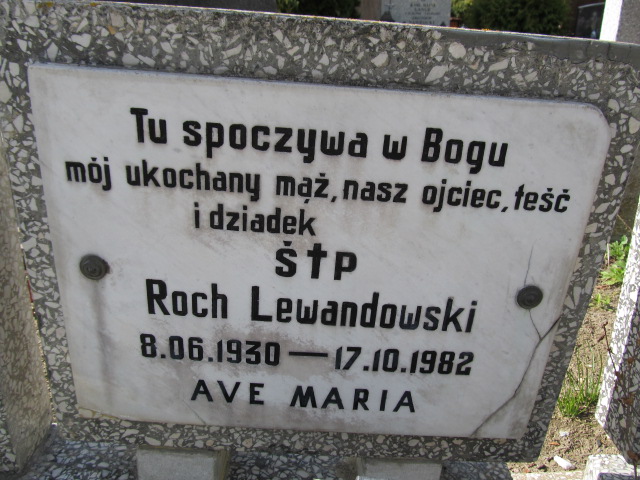 Tu spoczywa w Bogu
mój ukochany mąż, nasz ojciec, teść
i dziadek
Ś†P
Roch Lewandowski
8.06.1930 — 17.10.1982
AVE MARIA